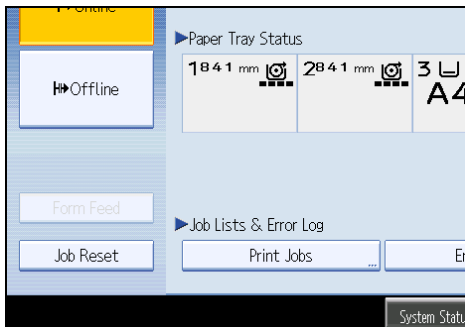 Online
Paper Tray Status
1 841 mm
2 841 mm
3
A4
Offline
Form Feed
Job Lists & Error Log
Job Reset
Print Jobs
...
System